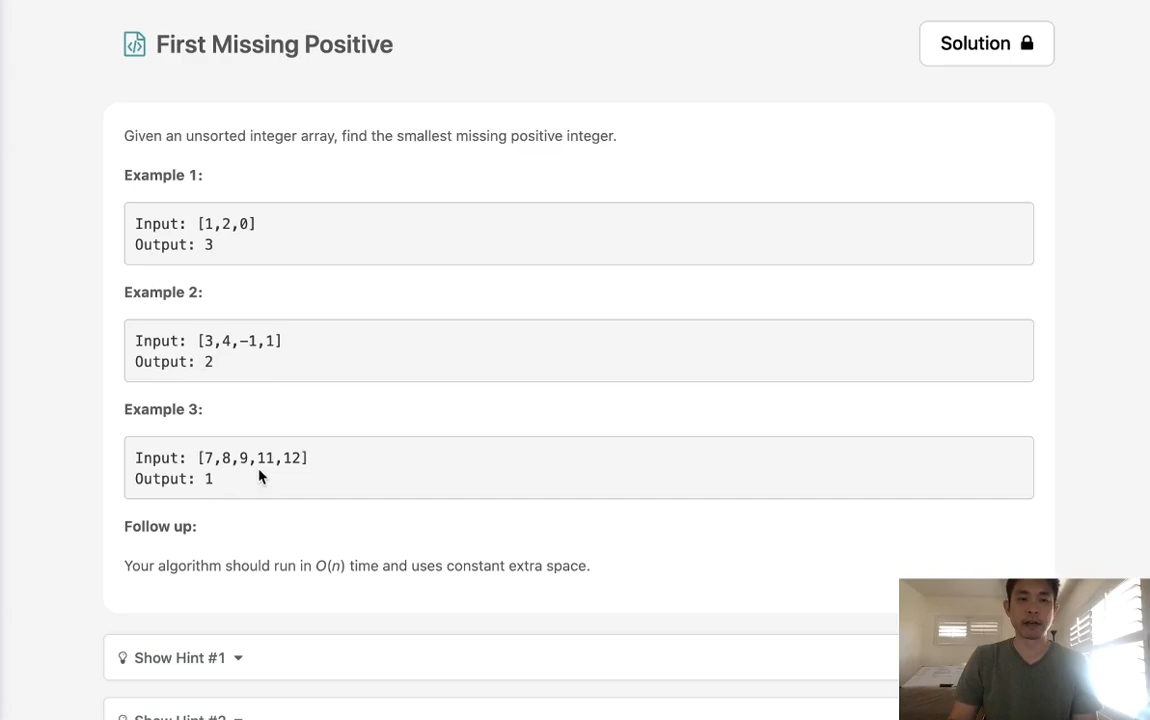 First Missing Positive
Solution
Given an unsorted integer array, find the smallest missing positive integer.
Example 1:
Input: [1,2,0]
Output: 3
Example 2:
Input: [3,4,-1,1]
Output: 2
Example 3:
Input: [7,8,9,11,12]
Output: 1
Follow up:
Your algorithm should run in O(n) time and uses constant extra space.
Show Hint #1
Show Hint #2